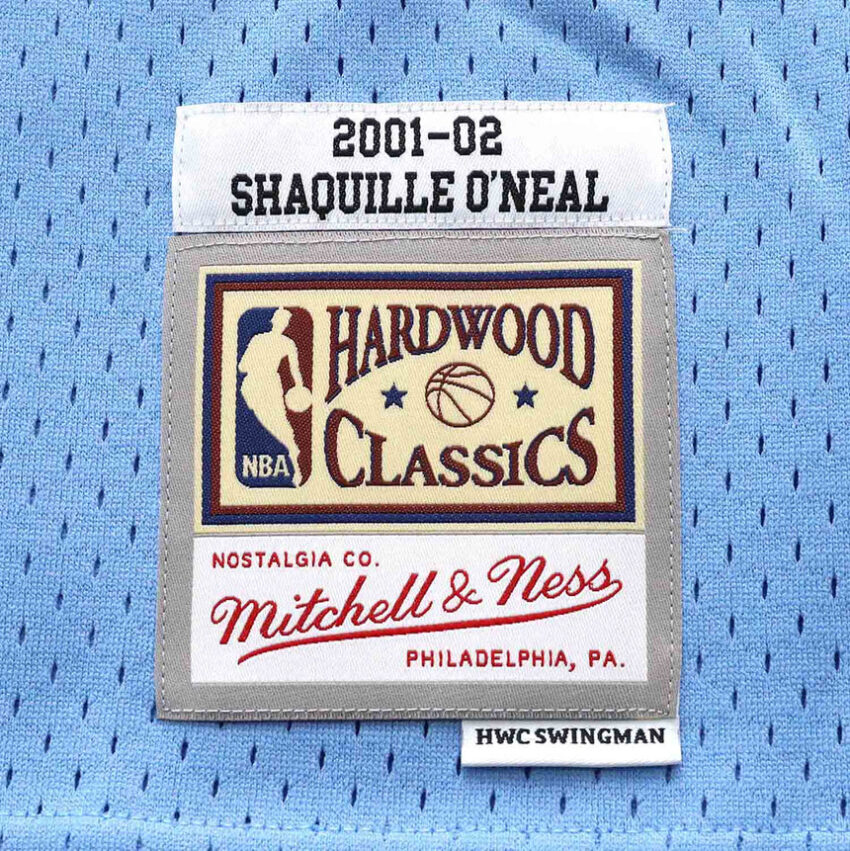 2001-02
SHAQUILLE O'NEAL
HARDWOOD
CLASSICS
NBA
NOSTALGIA CO.
Mitchell & Ness
PHILADELPHIA, PA.
HWC SWINGMAN